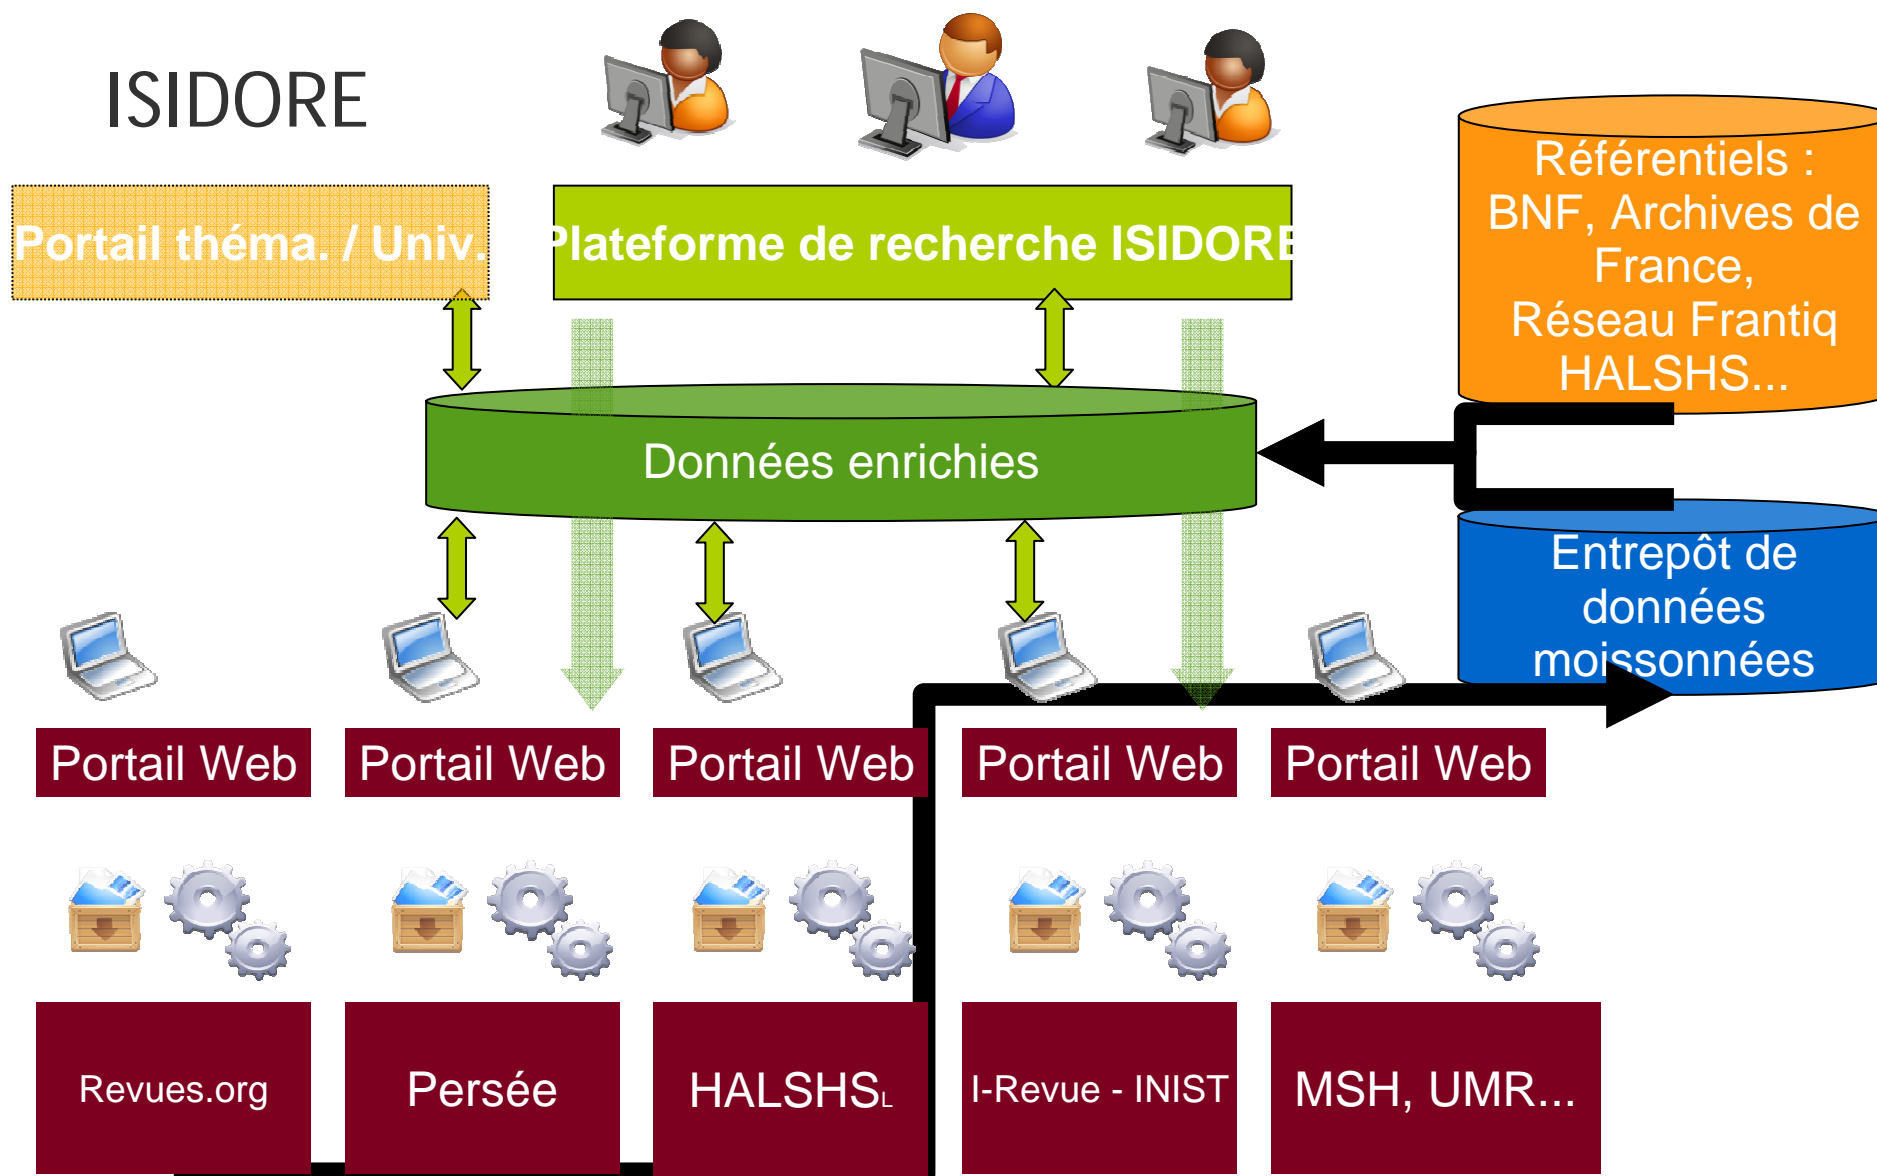 ISIDORE
Portail théma. / Univ.
Plateforme de recherche ISIDORE
Référentiels :
BNF, Archives de
France,
Réseau Frantiq
HALSHS...
Données enrichies
Entrepôt de
données
moissonnées
Portail Web
Portail Web
Portail Web
Portail Web
Portail Web
Revues.org
Persée
HALSHSL
I-Revue - INIST
MSH, UMR...